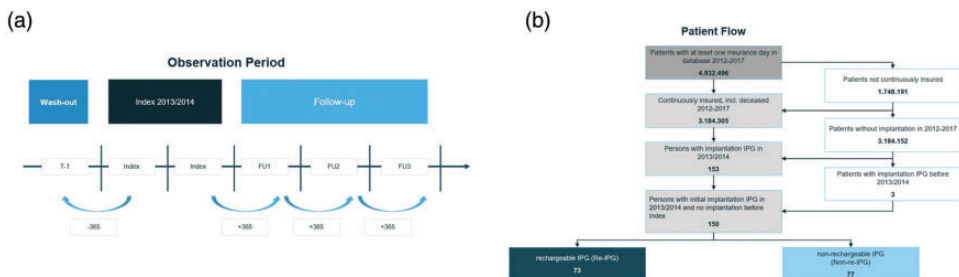 (a)
Observation Period
Wash-out
Index 2013/2014
Follow-up
T-1
Index
Index
FU1
FU2
FU3
-365
+365
+365
+365
(b)
Patient Flow
Patients with at least one insurance day in
database 2012-2017
4.932.496
Patients not continuously insured
1.748.191
Continuously insured, incl. deceased
2012-2017
3.184.305
Patients without implantation in 2012-2017
3.184.152
Persons with implantation IPG in
2013/2014
153
Patients with implantation IPG before
2013/2014
3
Persons with initial implantation IPG in
2013/2014 and no implantation before
index
150
rechargeable IPG (Re-IPG)
73
non-rechargeable IPG
(Non-re-IPG)
77